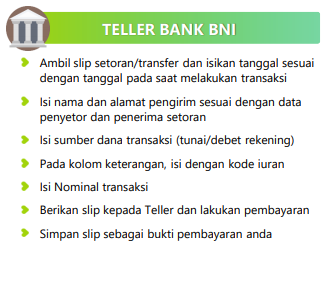 TELLER BANK BNI
Ambil slip setoran/transfer dan isikan tanggal sesuai
dengan tanggal pada saat melakukan transaksi
Isi nama dan alamat pengirim sesuai dengan data
penyetor dan penerima setoran
Isi sumber dana transaksi (tunai/debet rekening)
Pada kolom keterangan, isi dengan kode iuran
Isi Nominal transaksi
Berikan slip kepada Teller dan lakukan pembayaran
Simpan slip sebagai bukti pembayaran anda